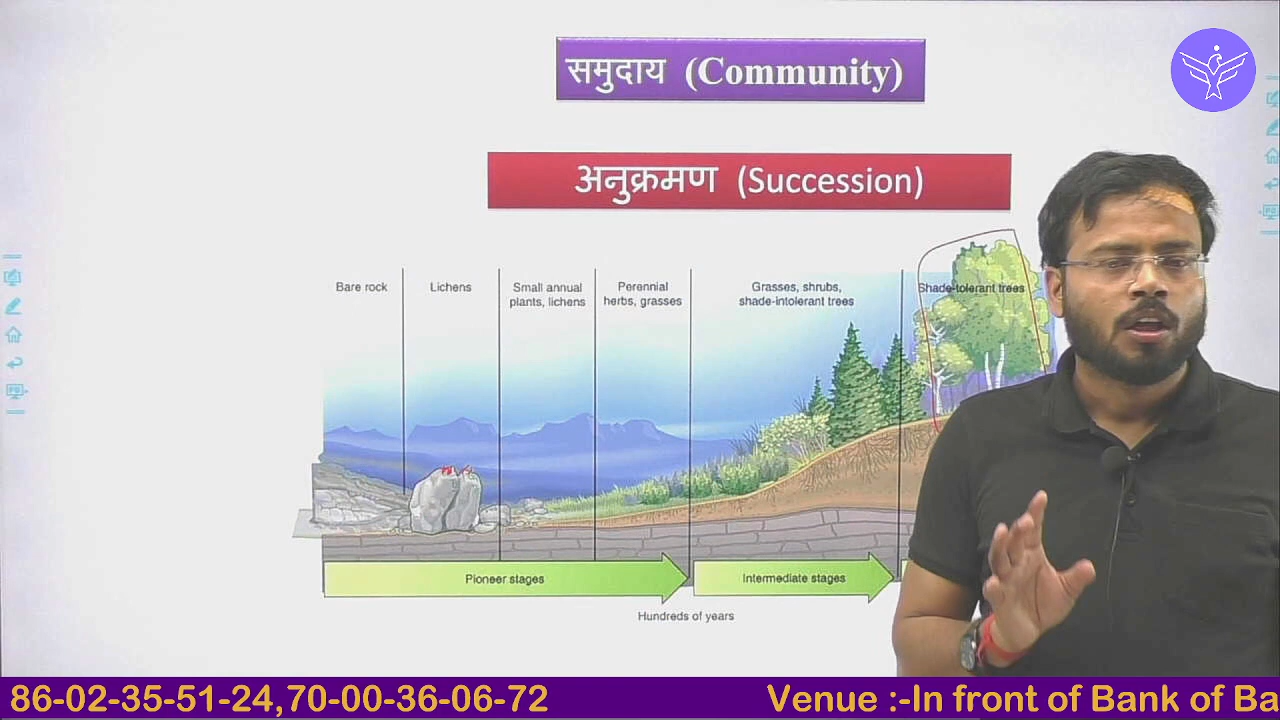 समुदाय (Community)
अनुक्रमण (Succession)
Bare rock
Lichens
Small annual
plants, lichens
Perennial
herbs, grasses
Grasses, shrubs,
shade-intolerant trees
Shade-tolerant trees
Pioneer stages
Intermediate stages
Hundreds of years
86-02-35-51-24,70-00-36-06-72
Venue :-In front of Bank of Ba